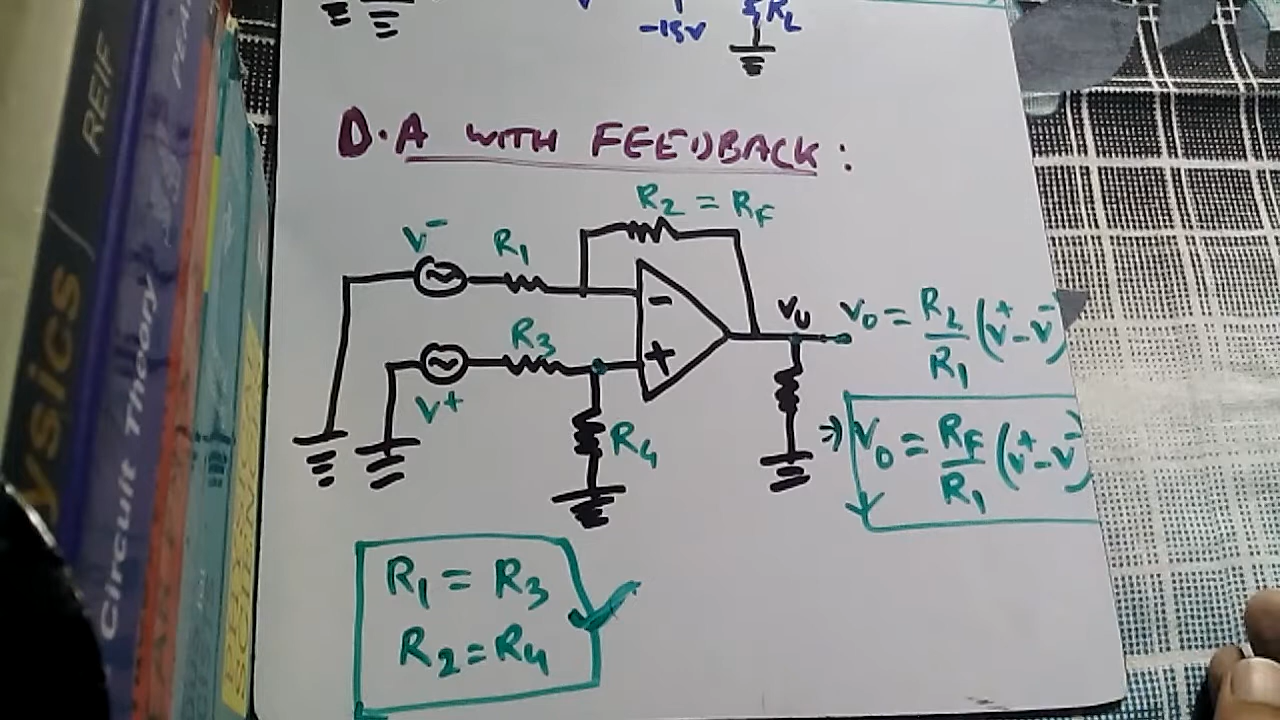 -15V
RL
D.A WITH FEEDBACK:
R2 = RF
V-
R1
-
R3
+
V+
R4
Vo
Vo = R2/R1 (V+ - V-)
⇒ Vo = RF/R1 (V+ - V-)
R1 = R3
R2 = R4
REIF
ysics
Circuit Theory